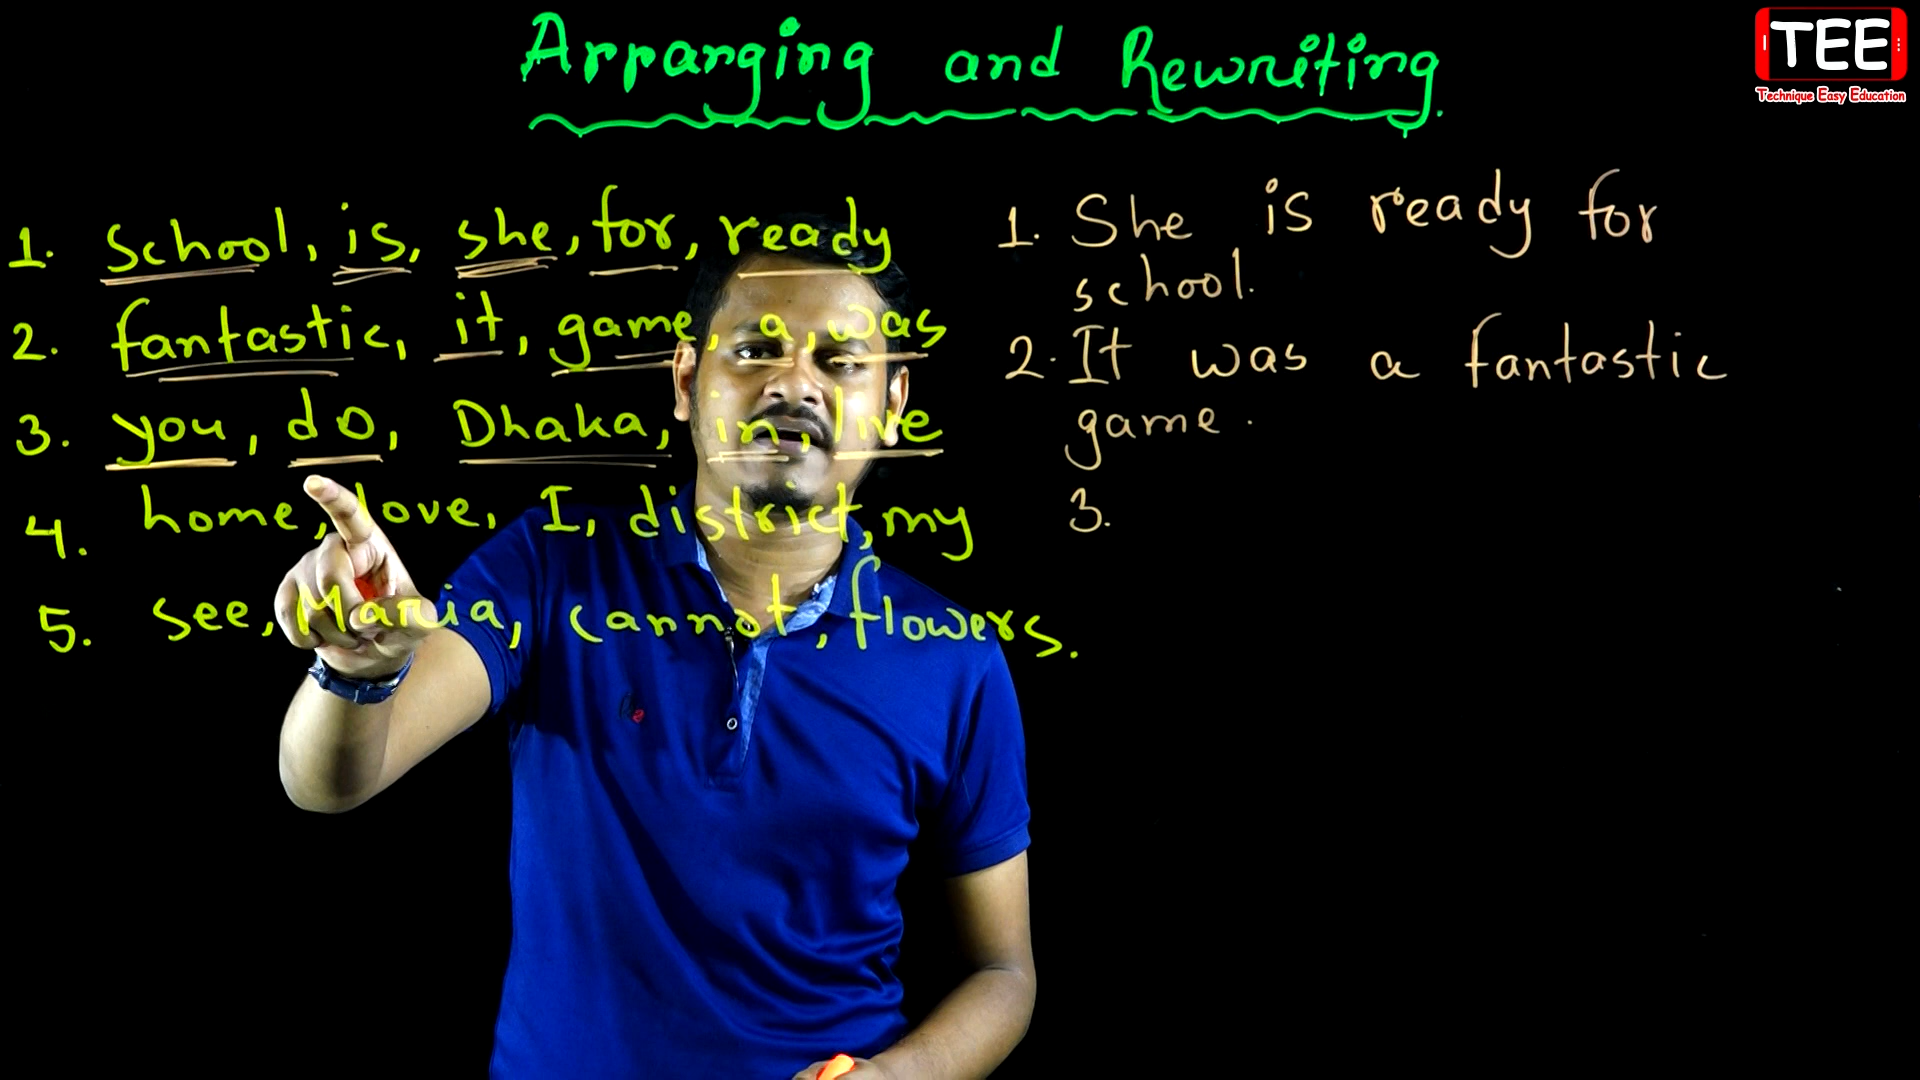 Arranging and Rewriting.
TEE
Technique Easy Education
1. School, is, she, for, ready
2. fantastic, it, game, a, was
3. you, do, Dhaka, in, live
4. home, love, I, district, my
5. see, Maria, cannot, flowers.
1. She is ready for
school.
2. It was a fantastic
game.
3.